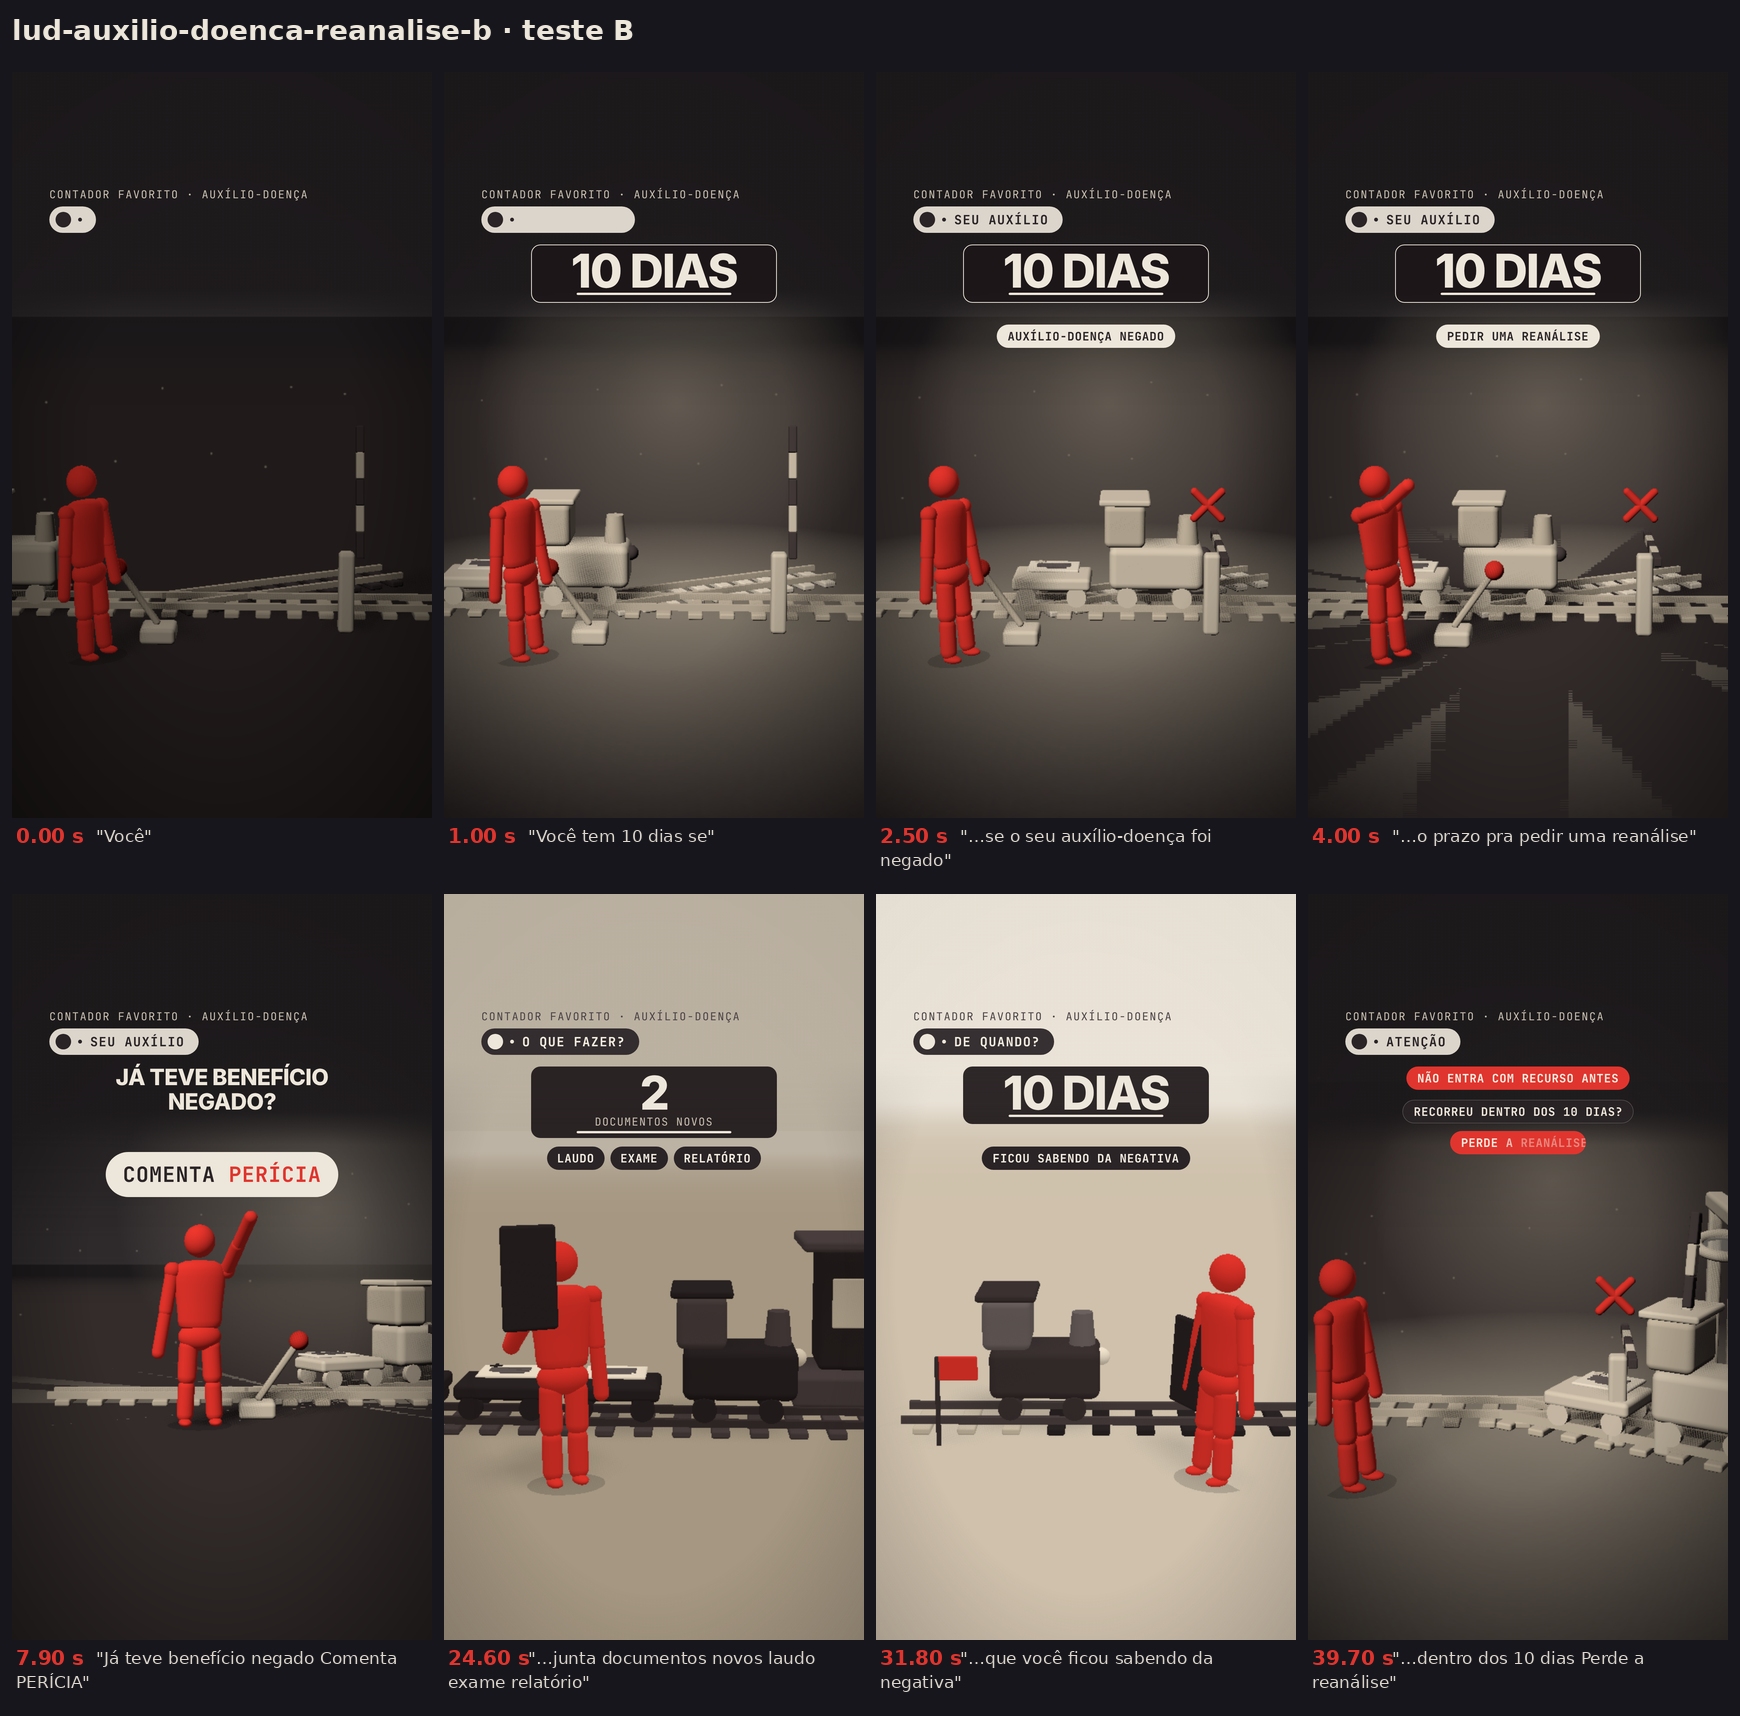 lud-auxilio-doenca-reanalise-b · teste B
CONTADOR FAVORITO · AUXÍLIO-DOENÇA
•
0.00 s "Você"
CONTADOR FAVORITO · AUXÍLIO-DOENÇA
•
10 DIAS
1.00 s "Você tem 10 dias se"
CONTADOR FAVORITO · AUXÍLIO-DOENÇA
• SEU AUXÍLIO
10 DIAS
AUXÍLIO-DOENÇA NEGADO
2.50 s "...se o seu auxílio-doença foi
negado"
CONTADOR FAVORITO · AUXÍLIO-DOENÇA
• SEU AUXÍLIO
10 DIAS
PEDIR UMA REANÁLISE
4.00 s "...o prazo pra pedir uma reanálise"
CONTADOR FAVORITO · AUXÍLIO-DOENÇA
• SEU AUXÍLIO
JÁ TEVE BENEFÍCIO
NEGADO?
COMENTA PERÍCIA
7.90 s "Já teve benefício negado Comenta
PERÍCIA"
CONTADOR FAVORITO · AUXÍLIO-DOENÇA
• O QUE FAZER?
2
DOCUMENTOS NOVOS
LAUDO EXAME RELATÓRIO
24.60 s "...junta documentos novos laudo
exame relatório"
CONTADOR FAVORITO · AUXÍLIO-DOENÇA
• DE QUANDO?
10 DIAS
FICOU SABENDO DA NEGATIVA
31.80 s "...que você ficou sabendo da
negativa"
CONTADOR FAVORITO · AUXÍLIO-DOENÇA
• ATENÇÃO
NÃO ENTRA COM RECURSO ANTES
RECORREU DENTRO DOS 10 DIAS?
PERDE A REANÁLISE
39.70 s "...dentro dos 10 dias Perde a
reanálise"